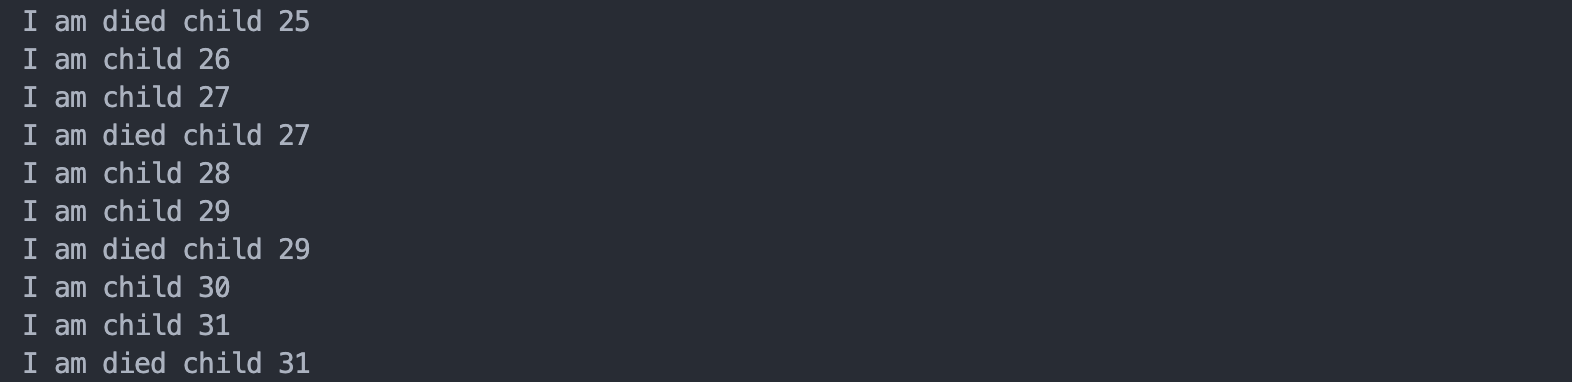 I am died child 25
I am child 26
I am child 27
I am died child 27
I am child 28
I am child 29
I am died child 29
I am child 30
I am child 31
I am died child 31